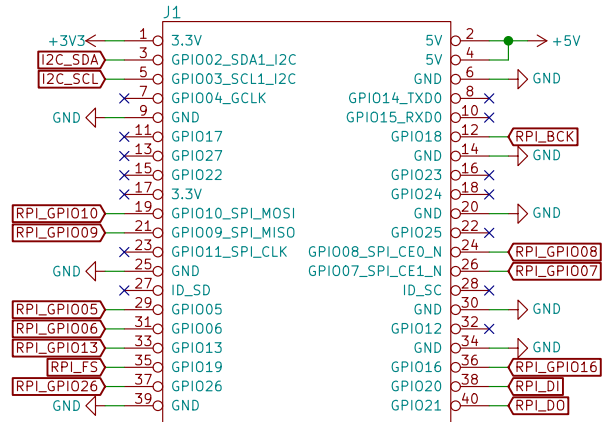 J1
+3V3 1 3.3V 5V 2 +5V
I2C_SDA 3 GPIO02_SDA1_I2C 5V 4
I2C_SCL 5 GPIO03_SCL1_I2C GND 6 GND
7 GPIO04_GCLK GPIO14_TXD0 8
GND 9 GND GPIO15_RXD0 10
11 GPIO17 GPIO18 12 RPI_BCK
13 GPIO27 GND 14 GND
15 GPIO22 GPIO23 16
17 3.3V GPIO24 18
RPI_GPIO10 19 GPIO10_SPI_MOSI GND 20 GND
RPI_GPIO09 21 GPIO09_SPI_MISO GPIO25 22
23 GPIO11_SPI_CLK GPIO08_SPI_CE0_N 24 RPI_GPIO08
GND 25 GND GPIO07_SPI_CE1_N 26 RPI_GPIO07
27 ID_SD ID_SC 28
RPI_GPIO05 29 GPIO05 GND 30 GND
RPI_GPIO06 31 GPIO06 GPIO12 32
RPI_GPIO13 33 GPIO13 GND 34 GND
RPI_FS 35 GPIO19 GPIO16 36 RPI_GPIO16
RPI_GPIO26 37 GPIO26 GPIO20 38 RPI_DI
GND 39 GND GPIO21 40 RPI_DO